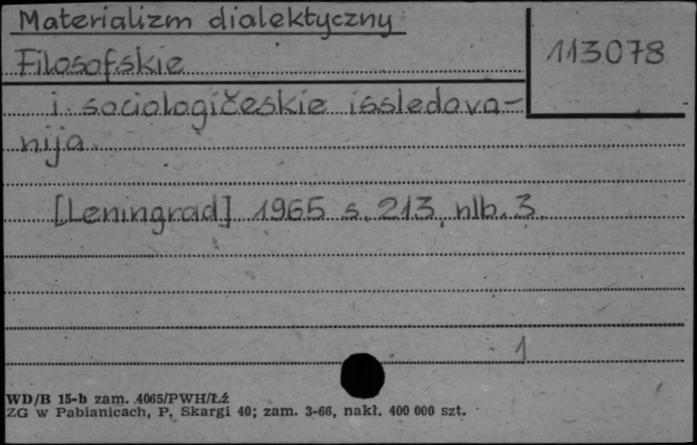 Materializm dialektyczny
113078
Filosofskie
i sociologičeskie issledova-
nija.
[Leningrad] 1965 s. 213, nlb. 3.
1
WD/B 15-b zam. 4065/PWH/Łź
ZG w Pabianicach, P. Skargi 40; zam. 3-66, nakł. 400 000 szt.